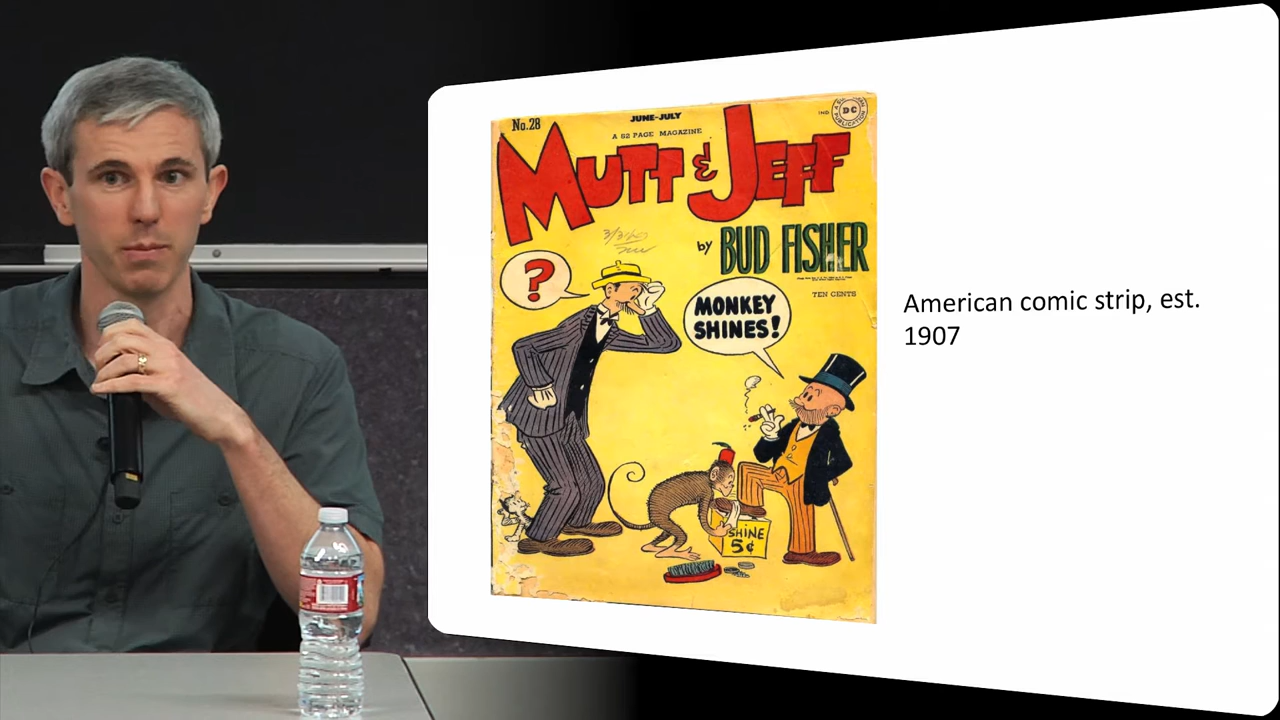 No.28
JUNE-JULY
A 52 PAGE MAGAZINE
IND
DC
MUTT & JEFF
by BUD FISHER
TEN CENTS
?
MONKEY
SHINES!
SHINE
5¢
American comic strip, est.
1907